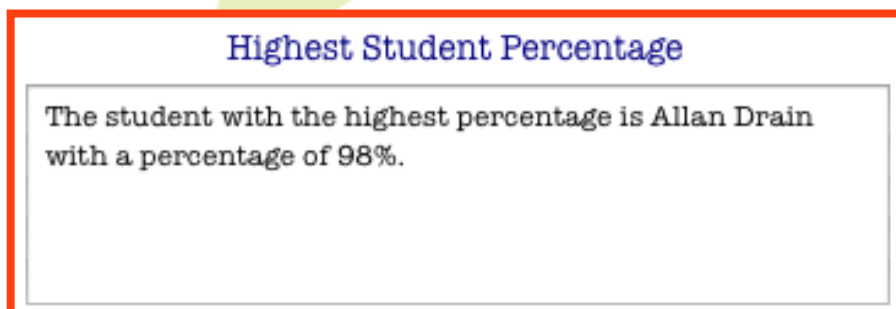 Highest Student Percentage
The student with the highest percentage is Allan Drain
with a percentage of 98%.